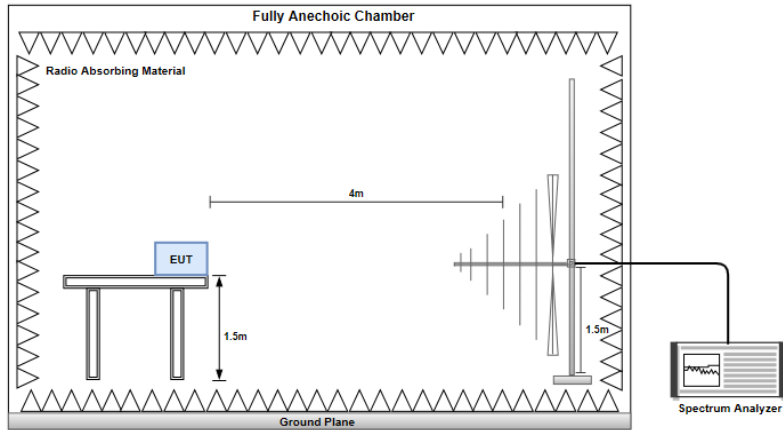 Fully Anechoic Chamber
Radio Absorbing Material
4m
EUT
1.5m
1.5m
Spectrum Analyzer
Ground Plane